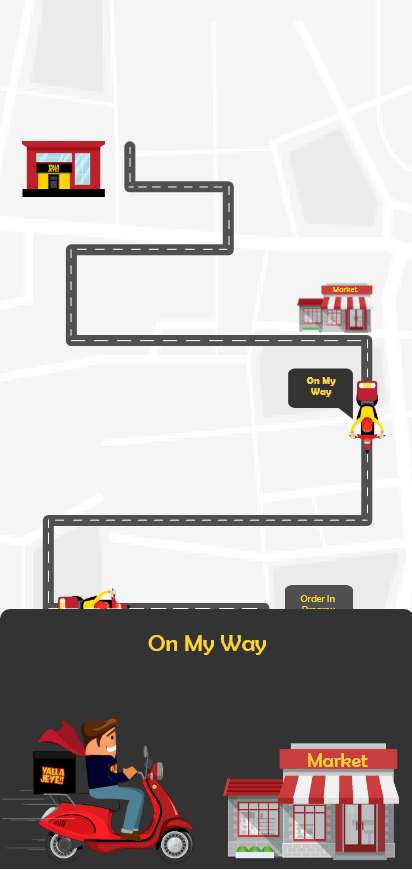 YALLA
JEYE!!
Market
On My
Way
Order In
On My Way
YALLA
JEYE!!
Market